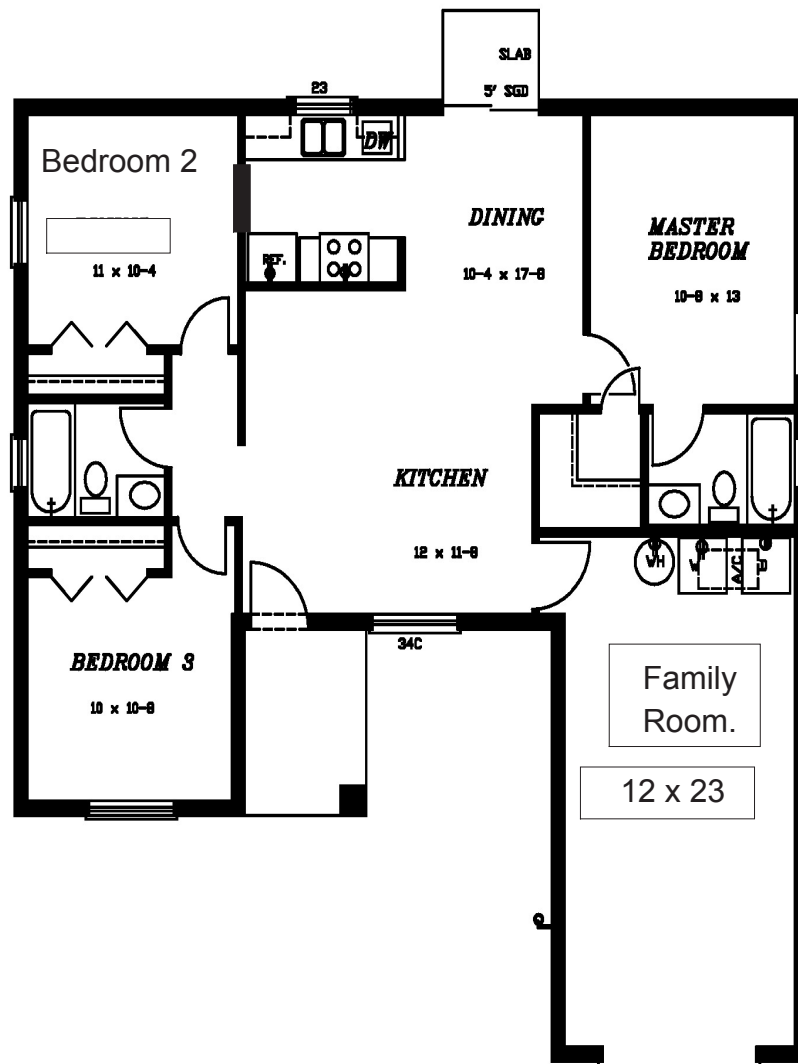 SLAB
5' SGD
23
Bedroom 2
11 x 10-4
DW
REF.
DINING
10-4 x 17-8
MASTER
BEDROOM
10-8 x 13
KITCHEN
12 x 11-8
34C
WH
W
A/C
BEDROOM 3
10 x 10-8
Family
Room.
12 x 23